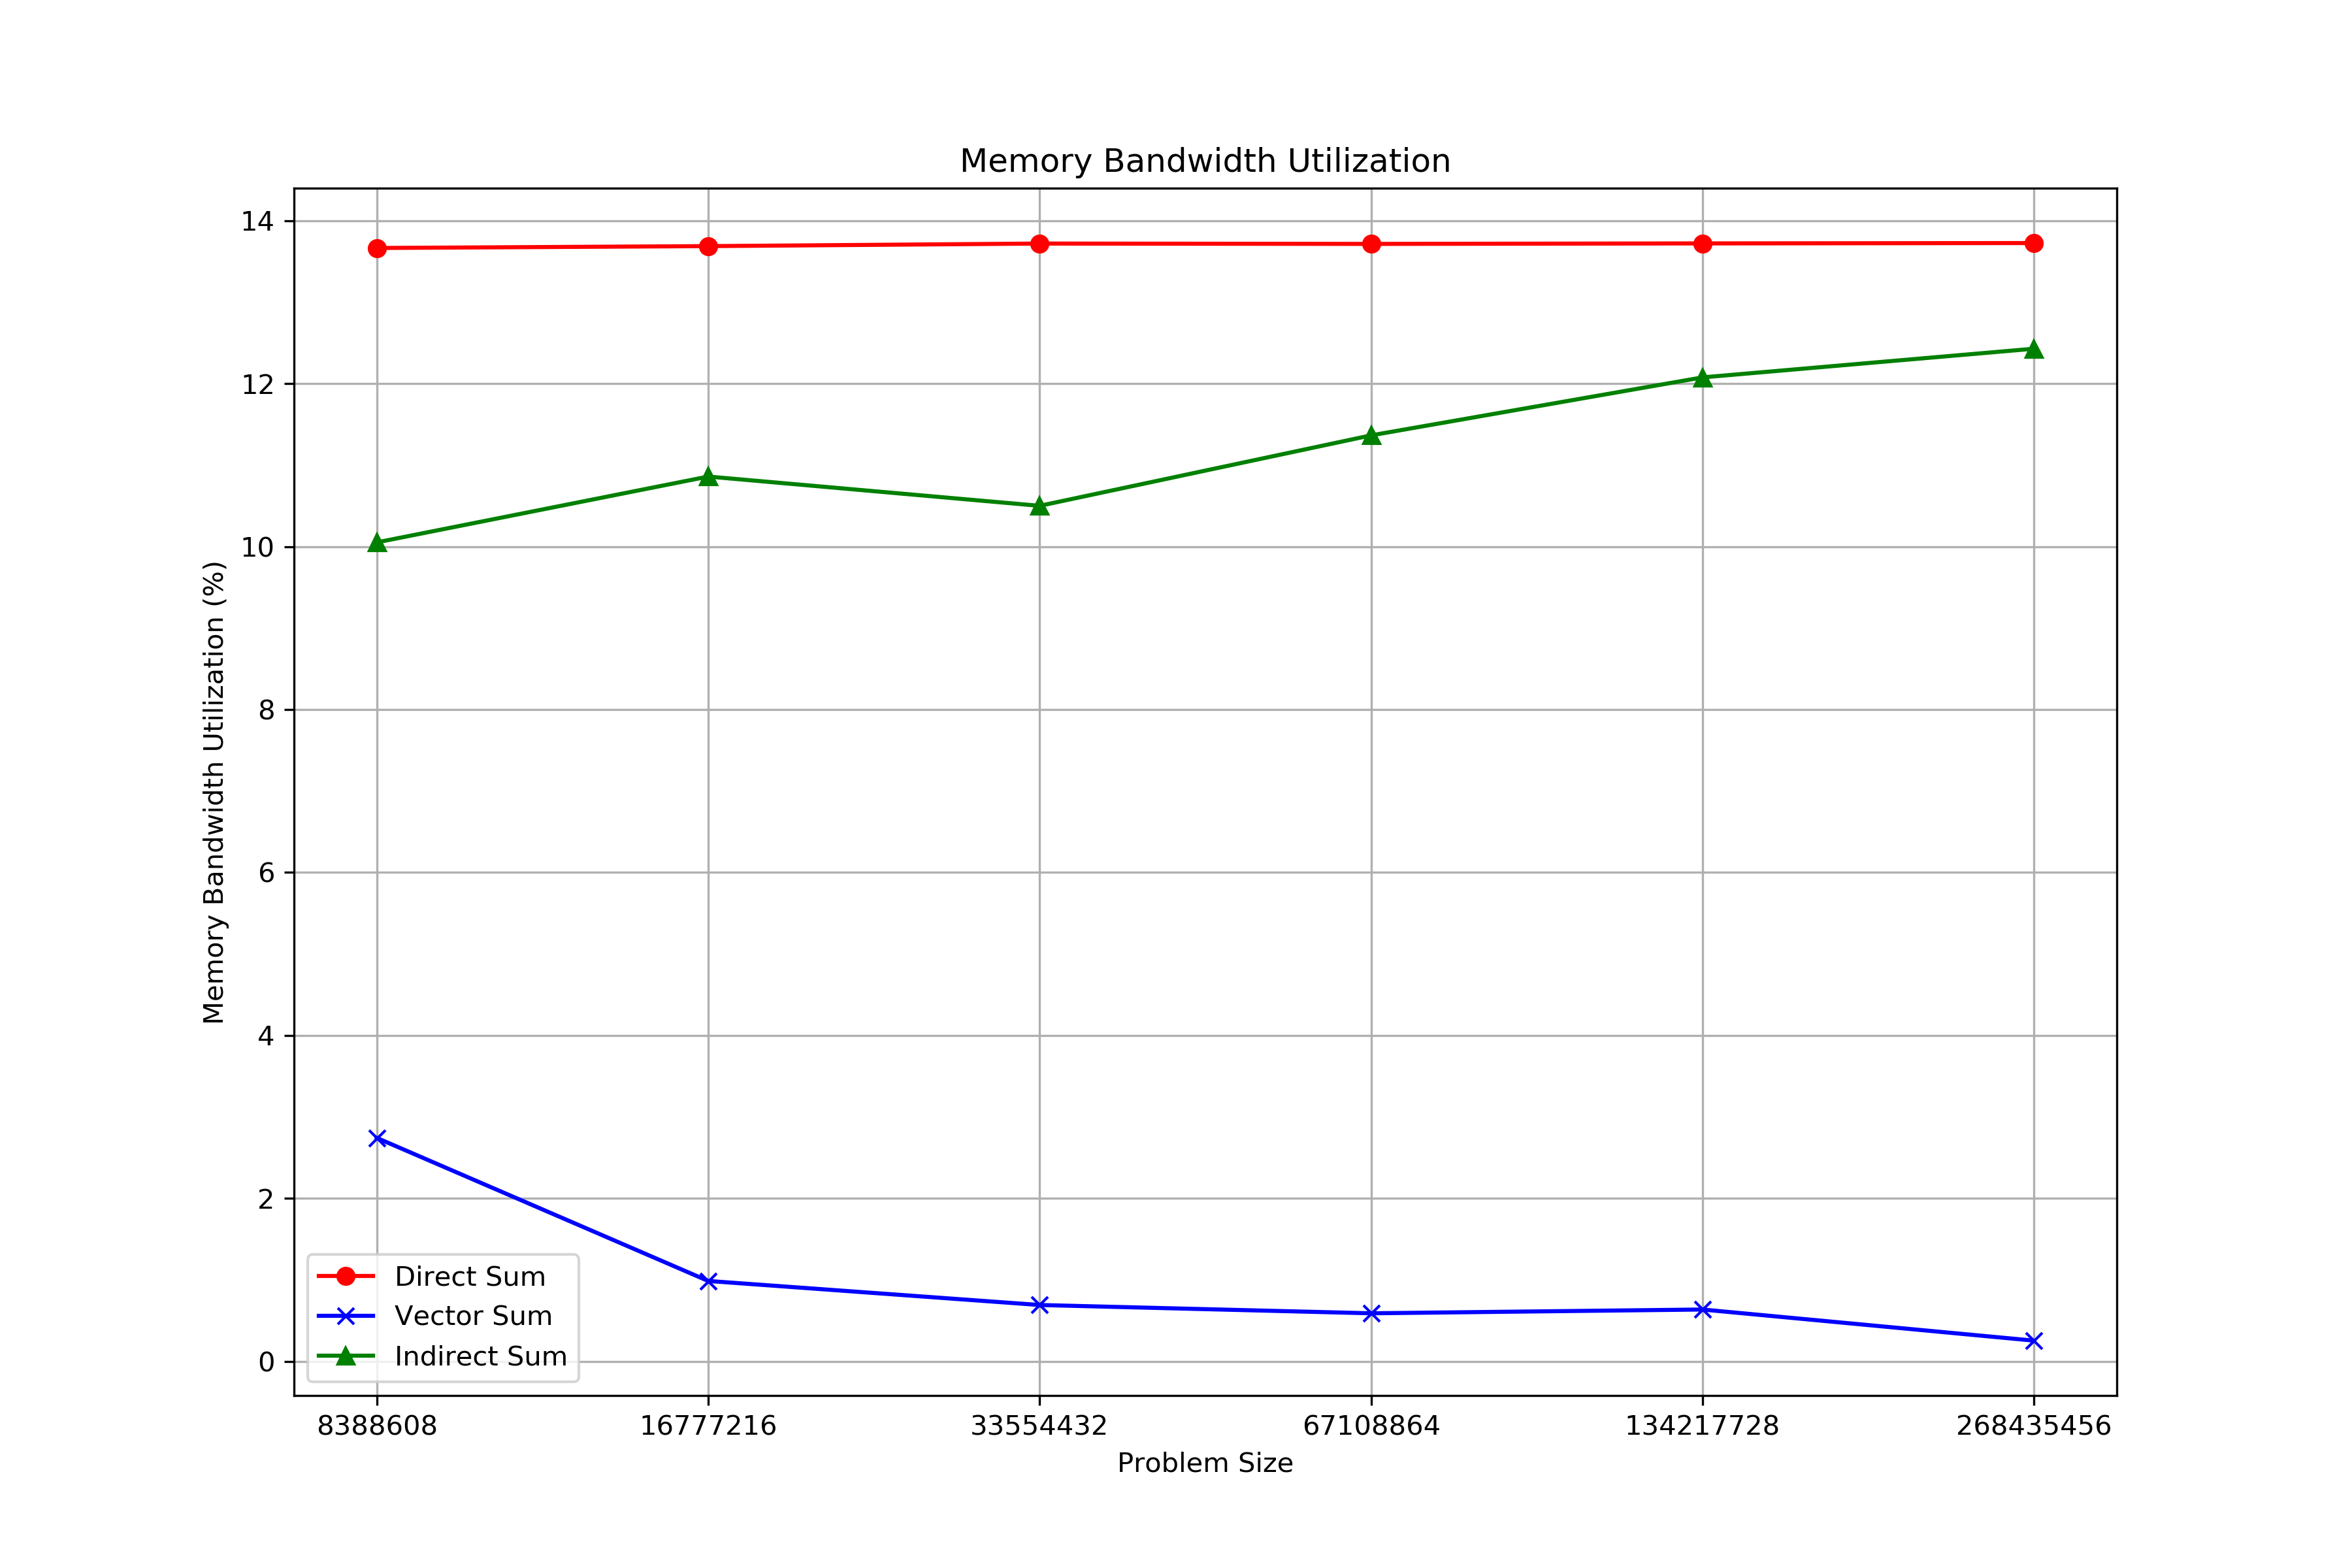 Memory Bandwidth Utilization
Memory Bandwidth Utilization (%)
14
12
10
8
6
4
2
0
Direct Sum
Vector Sum
Indirect Sum
8388608 16777216 33554432 67108864 134217728 268435456
Problem Size